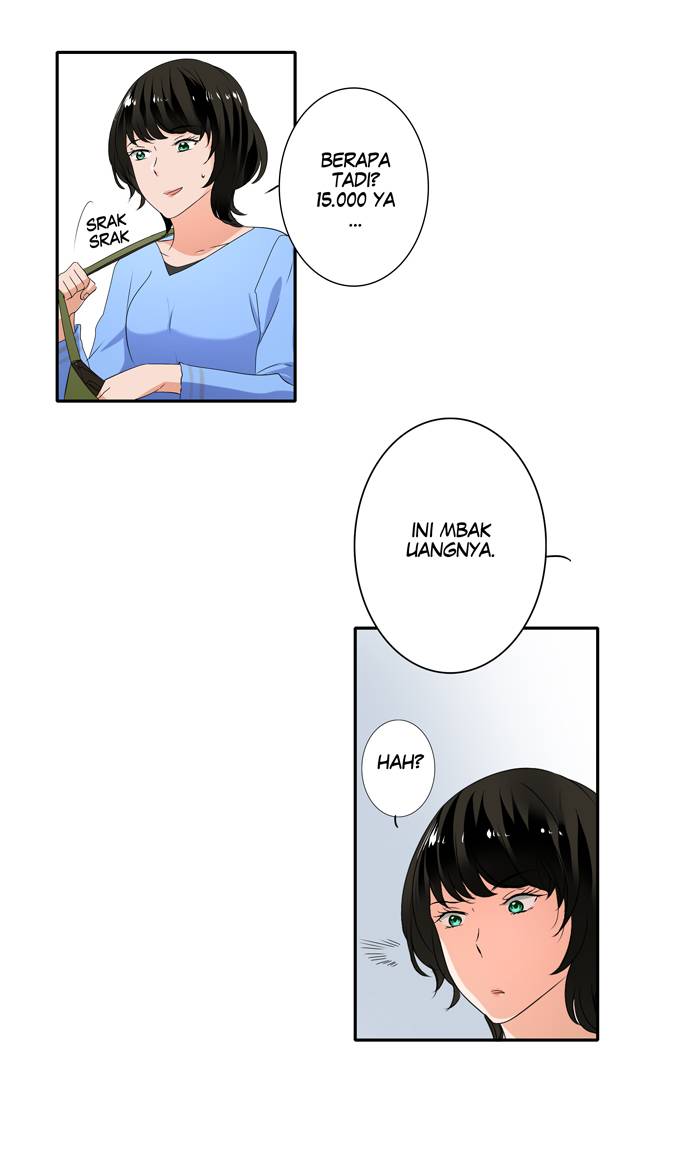 BERAPA
TADI?
15.000 YA
...
SRAK
SRAK
INI MBAK
UANGNYA.
HAH?